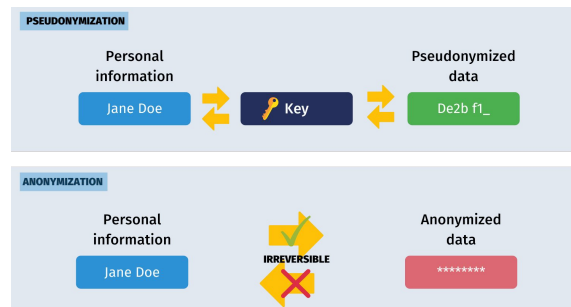 PSEUDONYMIZATION
Personal
information
Pseudonymized
data
Jane Doe
Key
De2b f1_
ANONYMIZATION
Personal
information
Anonymized
data
IRREVERSIBLE
Jane Doe
********